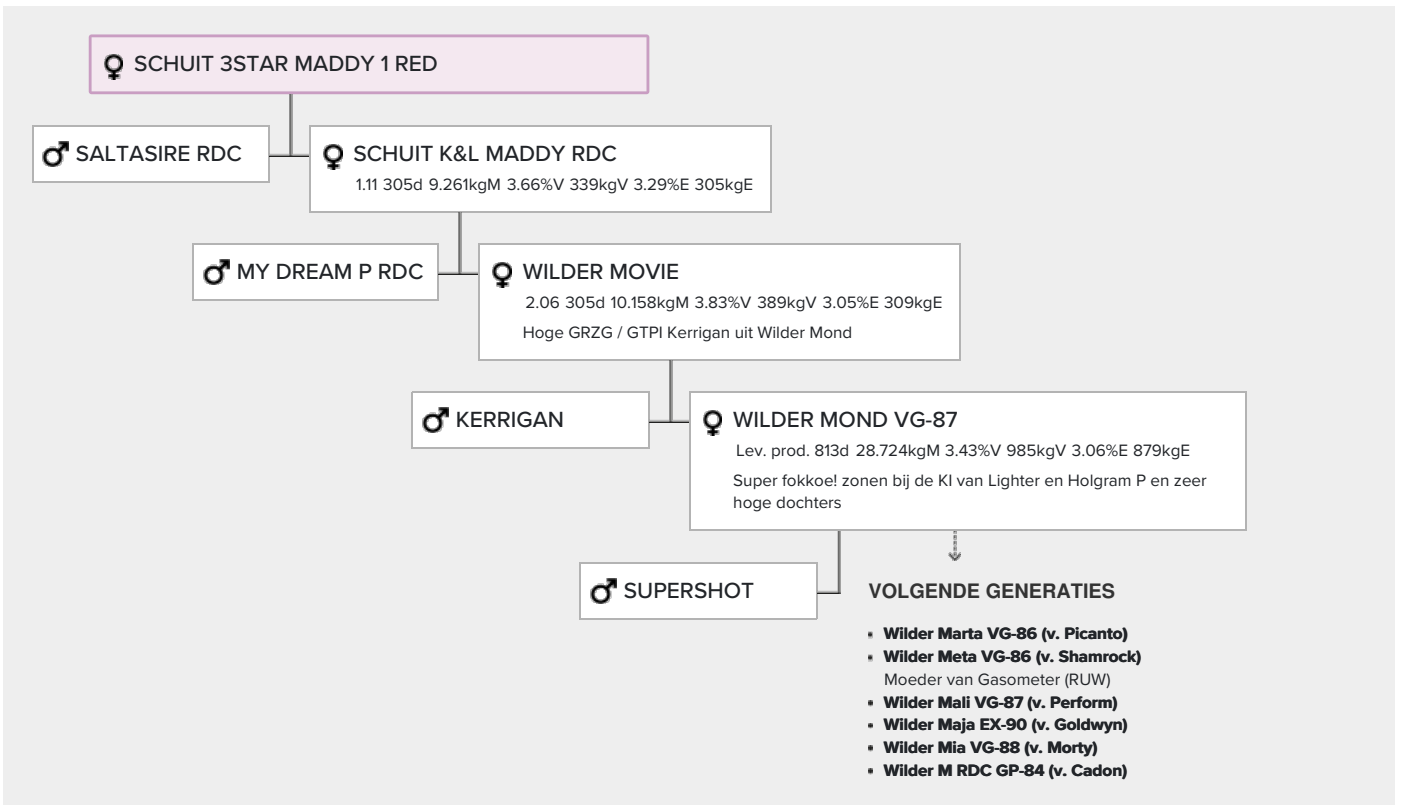 SCHUIT 3STAR MADDY 1 RED
SALTASIRE RDC
SCHUIT K&L MADDY RDC
1.11 305d 9.261kgM 3.66%V 339kgV 3.29%E 305kgE
MY DREAM P RDC
WILDER MOVIE
2.06 305d 10.158kgM 3.83%V 389kgV 3.05%E 309kgE
Hoge GRZG / GTPI Kerrigan uit Wilder Mond
KERRIGAN
WILDER MOND VG-87
Lev. prod. 813d 28.724kgM 3.43%V 985kgV 3.06%E 879kgE
Super fokkoe! zonen bij de KI van Lighter en Holgram P en zeer
hoge dochters
SUPERSHOT
VOLGENDE GENERATIES
• Wilder Marta VG-86 (v. Picanto)
• Wilder Meta VG-86 (v. Shamrock)
Moeder van Gasometer (RUW)
• Wilder Mali VG-87 (v. Perform)
• Wilder Maja EX-90 (v. Goldwyn)
• Wilder Mia VG-88 (v. Morty)
• Wilder M RDC GP-84 (v. Cadon)